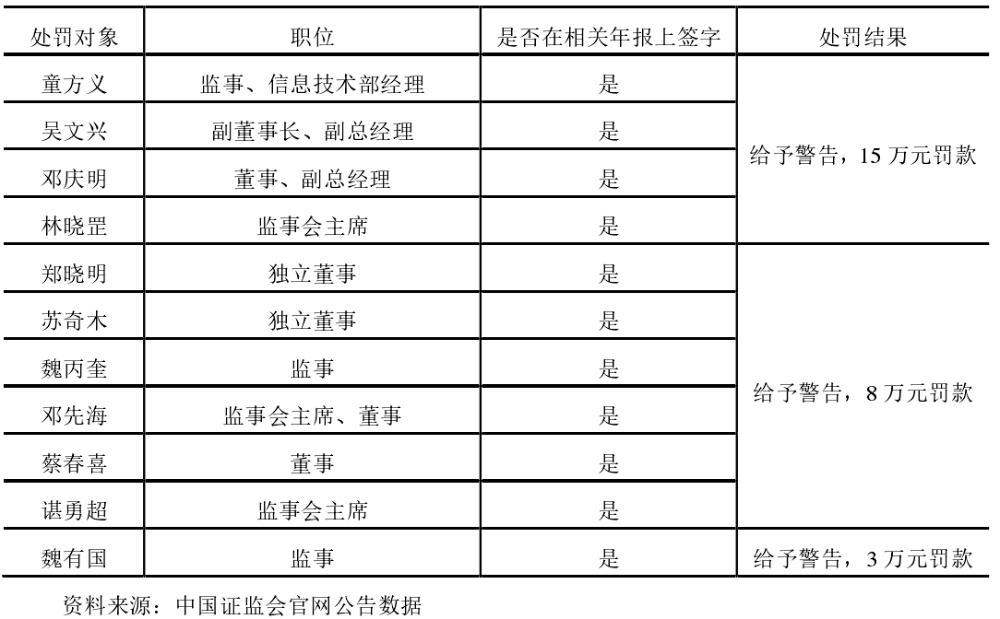 处罚对象 职位 是否在相关年报上签字 处罚结果
童方义 监事、信息技术部经理 是
吴文兴 副董事长、副总经理 是
给予警告，15 万元罚款
邓庆明 董事、副总经理 是
林晓罡 监事会主席 是
郑晓明 独立董事 是
苏奇木 独立董事 是
魏丙奎 监事 是
给予警告，8 万元罚款
邓先海 监事会主席、董事 是
蔡春喜 董事 是
谌勇超 监事会主席 是
魏有国 监事 是 给予警告，3 万元罚款
资料来源：中国证监会官网公告数据